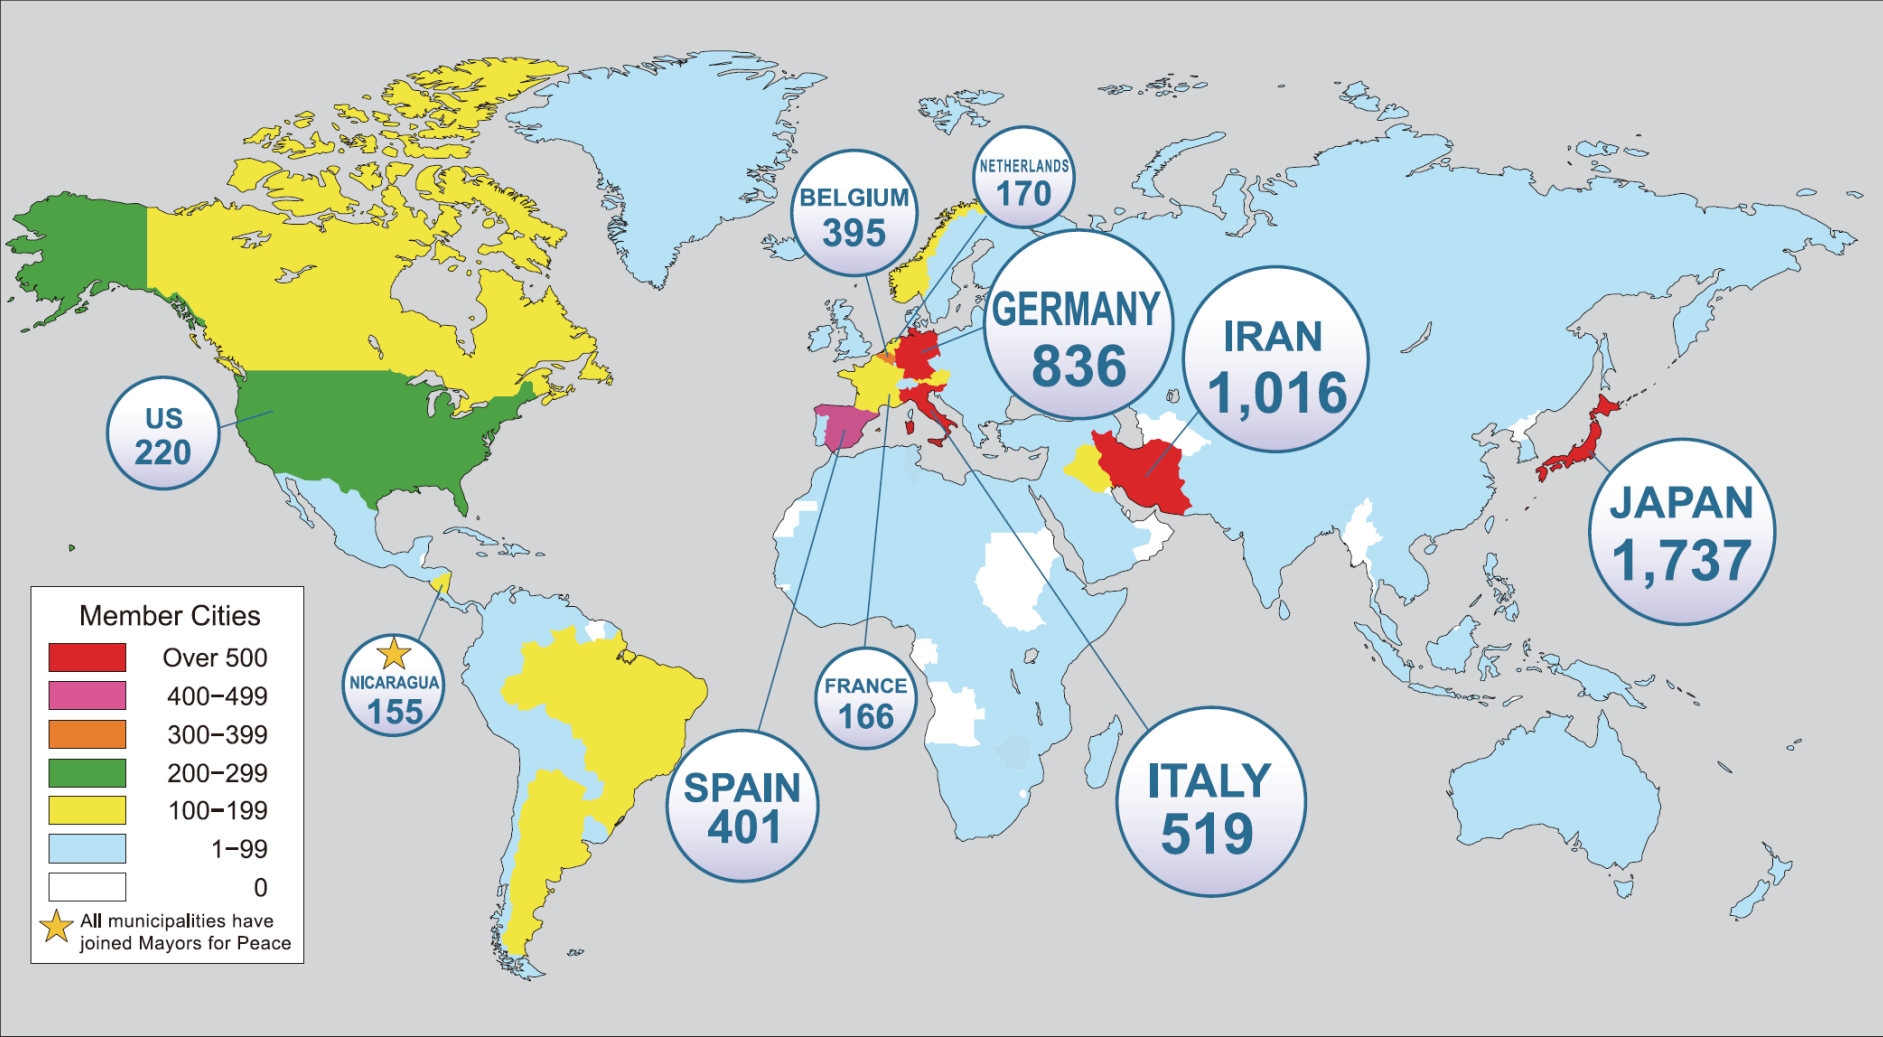 NETHERLANDS
170
BELGIUM
395
GERMANY
836
IRAN
1,016
US
220
JAPAN
1,737
NICARAGUA
155
FRANCE
166
SPAIN
401
ITALY
519
Member Cities
Over 500
400–499
300–399
200–299
100–199
1–99
0
All municipalities have
joined Mayors for Peace